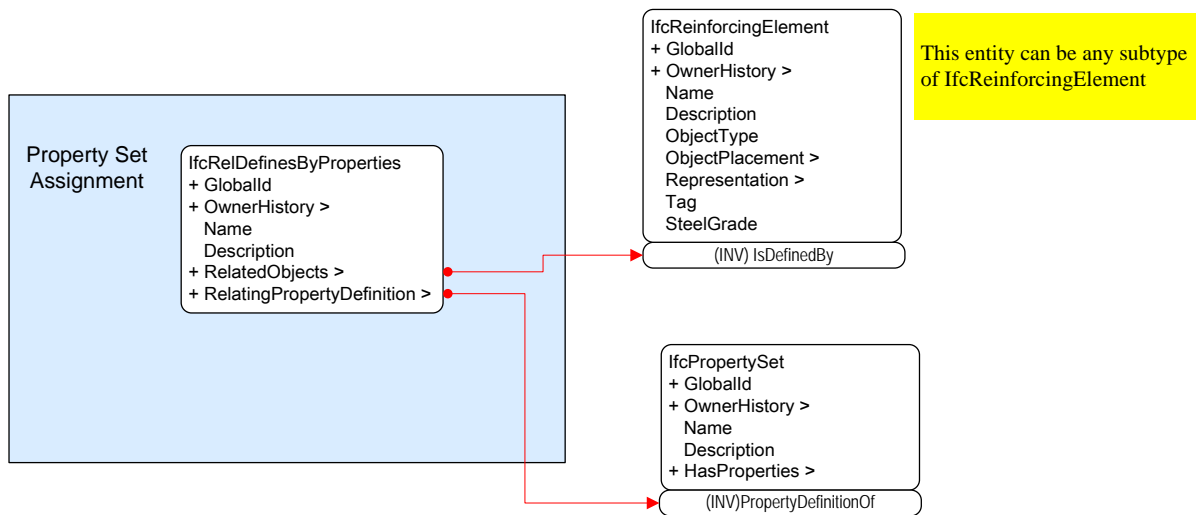 Property Set
Assignment
IfcRelDefinesByProperties
+ GlobalId
+ OwnerHistory >
Name
Description
+ RelatedObjects >
+ RelatingPropertyDefinition >
IfcReinforcingElement
+ GlobalId
+ OwnerHistory >
Name
Description
ObjectType
ObjectPlacement >
Representation >
Tag
SteelGrade
(INV) IsDefinedBy
This entity can be any subtype
of IfcReinforcingElement
IfcPropertySet
+ GlobalId
+ OwnerHistory >
Name
Description
+ HasProperties >
(INV)PropertyDefinitionOf